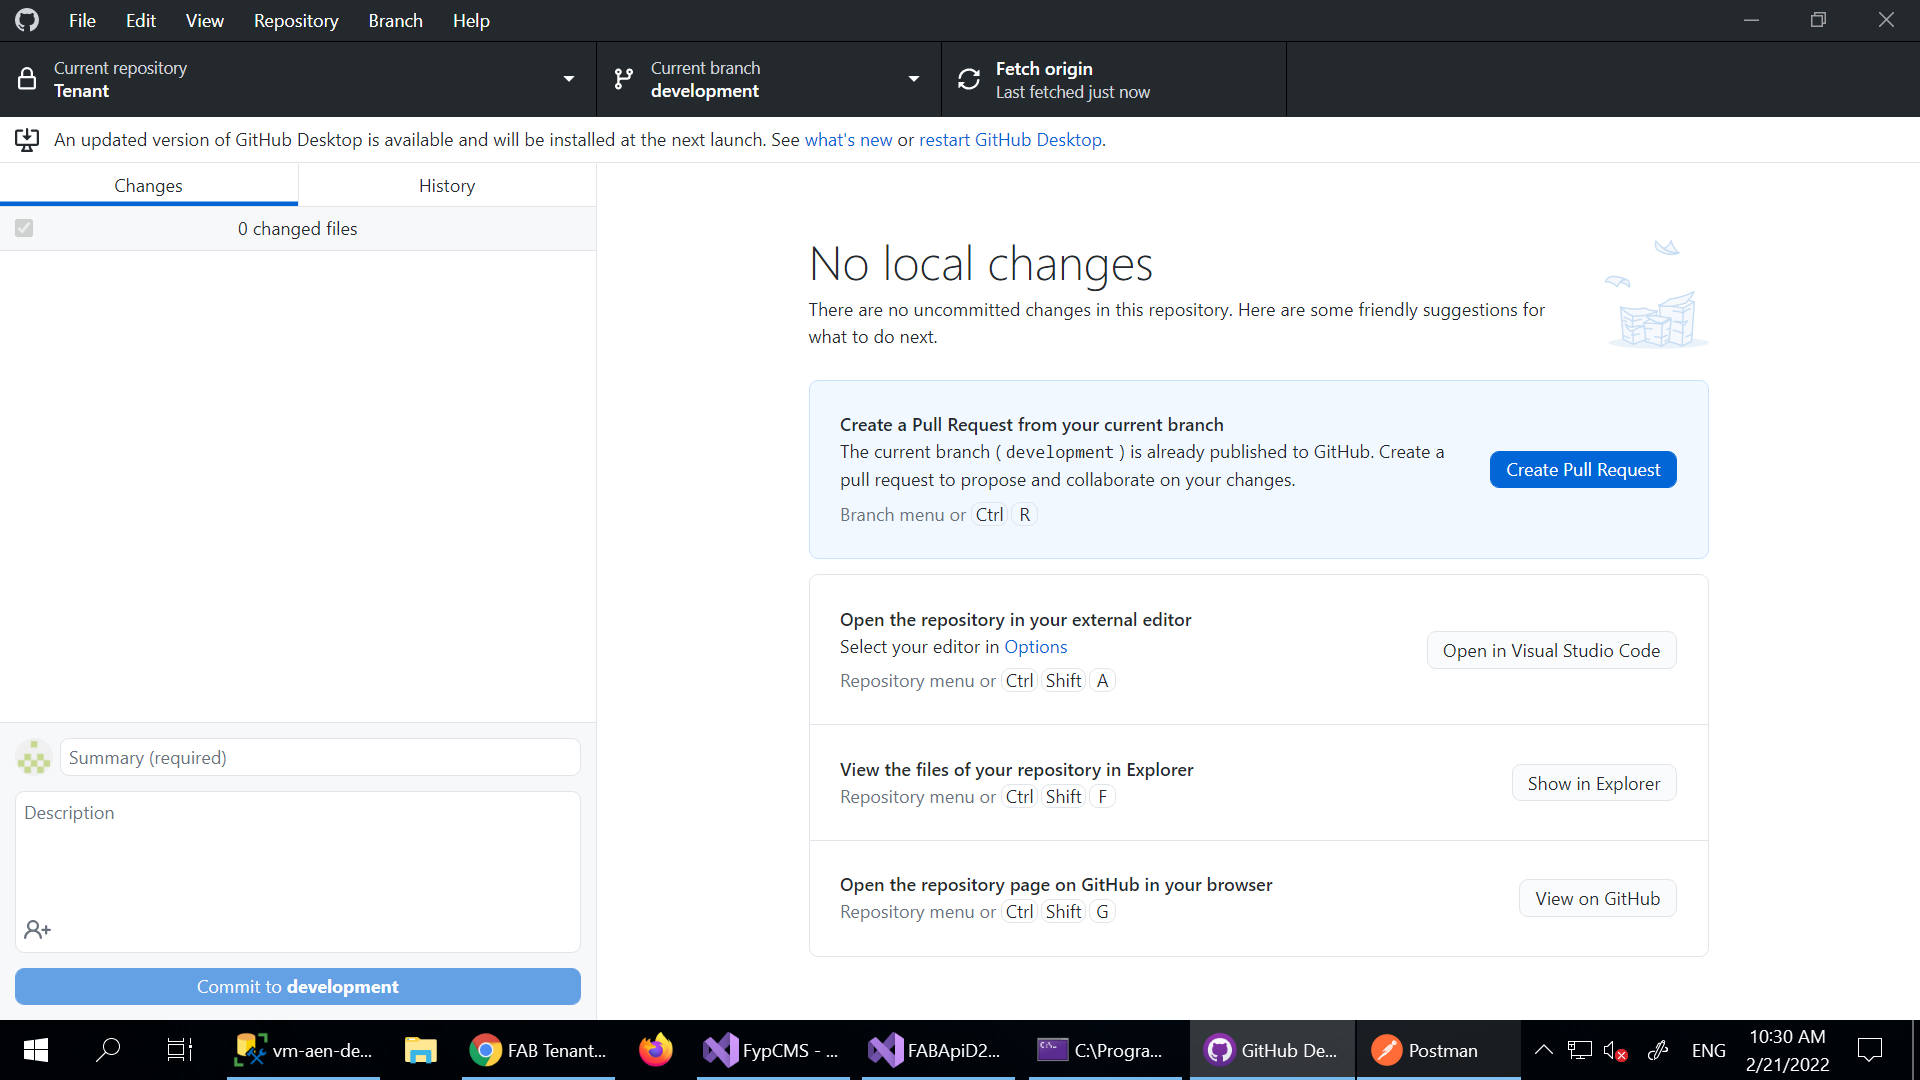 File Edit View Repository Branch Help
Current repository
Tenant
Current branch
development
Fetch origin
Last fetched just now
An updated version of GitHub Desktop is available and will be installed at the next launch. See what's new or restart GitHub Desktop.
Changes
History
0 changed files
No local changes
There are no uncommitted changes in this repository. Here are some friendly suggestions for
what to do next.
Create a Pull Request from your current branch
The current branch ( development ) is already published to GitHub. Create a
pull request to propose and collaborate on your changes.
Branch menu or Ctrl R
Create Pull Request
Open the repository in your external editor
Select your editor in Options
Repository menu or Ctrl Shift A
Open in Visual Studio Code
View the files of your repository in Explorer
Repository menu or Ctrl Shift F
Show in Explorer
Open the repository page on GitHub in your browser
Repository menu or Ctrl Shift G
View on GitHub
Summary (required)
Description
Commit to development
vm-aen-de...
FAB Tenant...
FypCMS - ...
FABApiD2...
C:\Progra...
GitHub De...
Postman
ENG
10:30 AM
2/21/2022